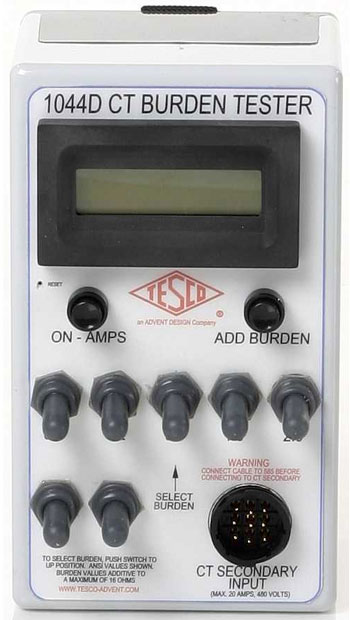 1044D CT BURDEN TESTER
RESET
TESCO
®
an ADVENT DESIGN Company
ON - AMPS
ADD BURDEN
SELECT
BURDEN
WARNING
CONNECT CABLE TO 585 BEFORE
CONNECTING TO CT SECONDARY
TO SELECT BURDEN, PUSH SWITCH TO
UP POSITION. ANSI VALUES SHOWN.
BURDEN VALUES ADDITIVE TO
A MAXIMUM OF 16 OHMS
WWW.TESCO-ADVENT.COM
CT SECONDARY
INPUT
(MAX. 20 AMPS, 480 VOLTS)